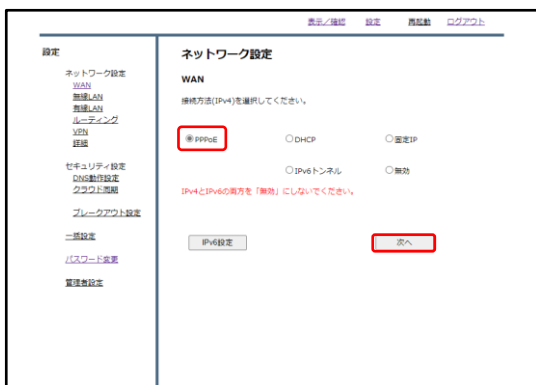 表示／確認 設定 再起動 ログアウト
設定
ネットワーク設定
WAN
無線LAN
有線LAN
ルーティング
VPN
詳細
セキュリティ設定
DNS動作設定
クラウド同期
ブレークアウト設定
一括設定
パスワード変更
管理者設定
ネットワーク設定
WAN
接続方法(IPv4)を選択してください。
PPPoE DHCP 固定IP
IPv6トンネル 無効
IPv4とIPv6の両方を「無効」にしないでください。
IPv6設定 次へ